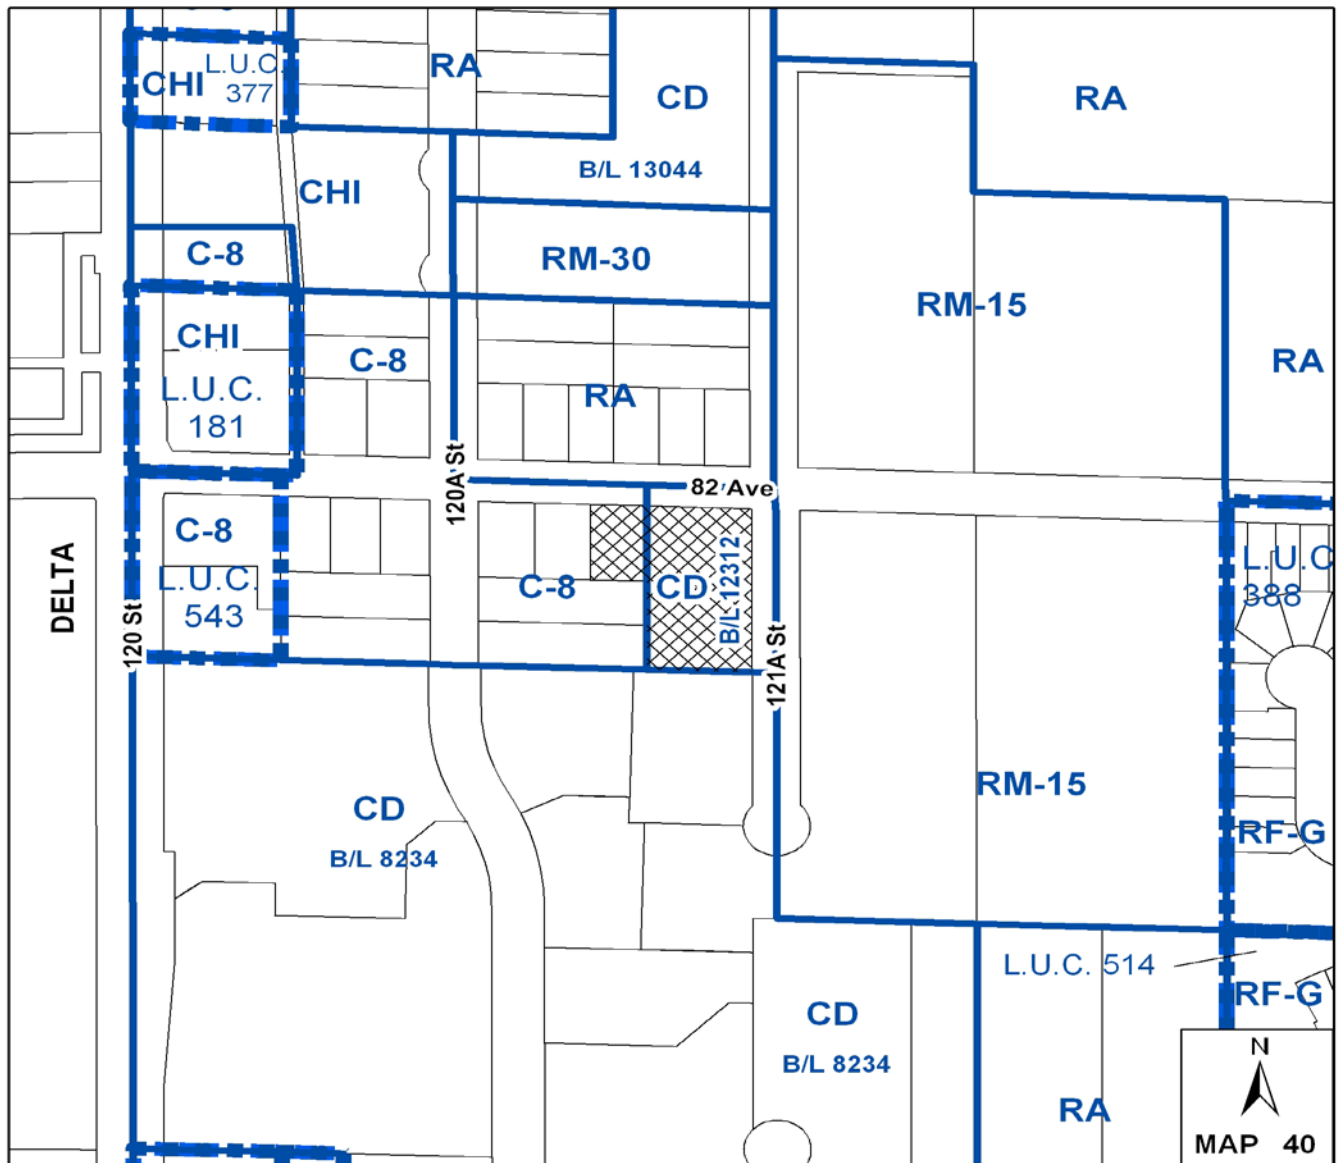 C-8
CHI
L.U.C.
377
RA
CD
B/L 13044
RA
CHI
C-8
RM-30
RM-15
CHI
L.U.C.
181
C-8
RA
RA
120A St
82 Ave
C-8
L.U.C.
543
DELTA
120 St
C-8
CD
B/L 12312
121A St
L.U.C
388
CD
B/L 8234
RM-15
RF-G
L.U.C. 514
RF-G
CD
B/L 8234
RA
N
MAP 40